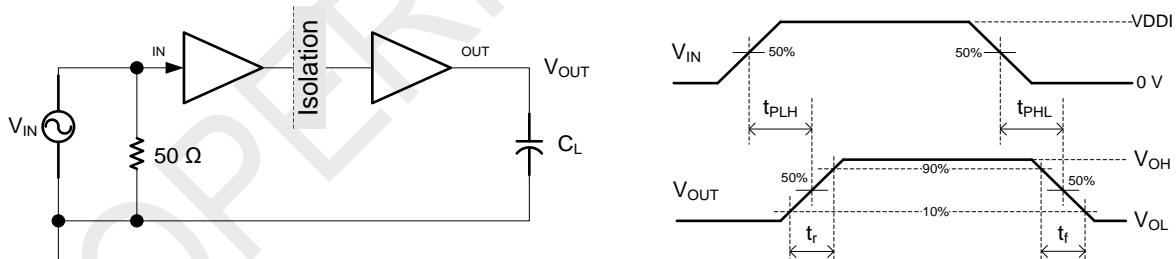 IN
Isolation
OUT
V_OUT
V_IN
50 Ω
C_L
V_IN
50%
50%
VDDI
0 V
t_PLH
t_PHL
V_OUT
50%
90%
50%
10%
V_OH
V_OL
t_r
t_f